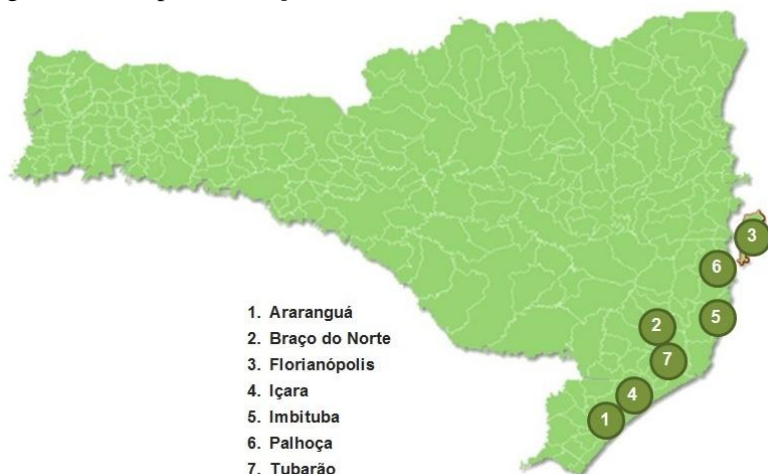 3
6
5
2
7
4
1
1. Araranguá
2. Braço do Norte
3. Florianópolis
4. Içara
5. Imbituba
6. Palhoça
7. Tubarão